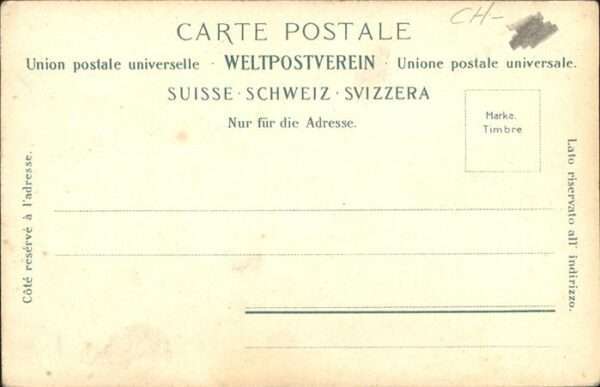 CH-
CARTE POSTALE
Union postale universelle · WELTPOSTVEREIN · Unione postale universale.
SUISSE · SCHWEIZ · SVIZZERA
Nur für die Adresse.
Marke.
Timbre
Côté resérvé à l'adresse.
Lato riservato all' indirizzo.